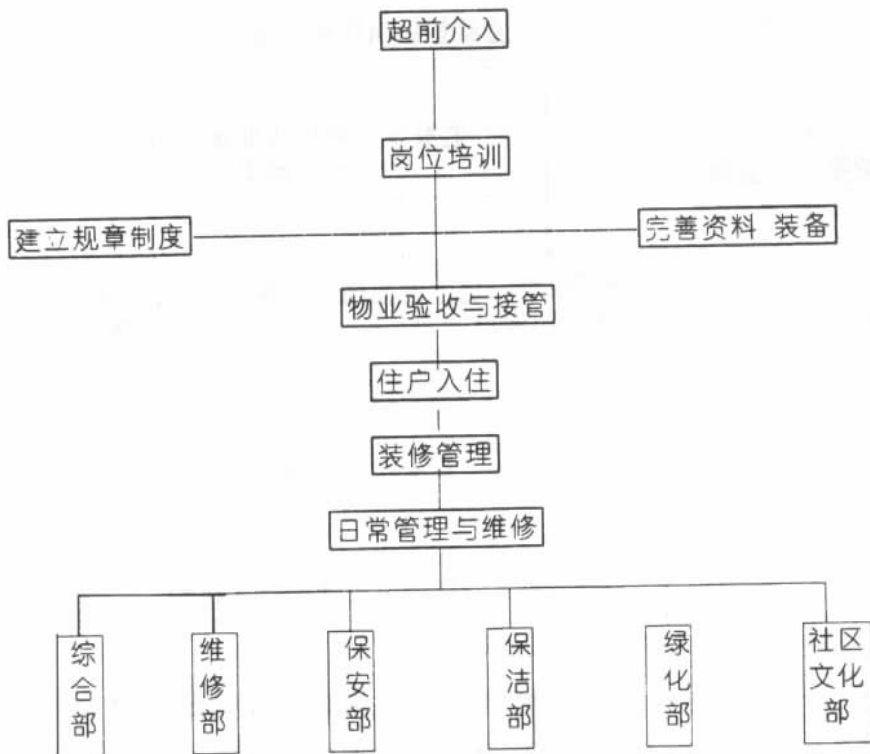 超前介入
岗位培训
建立规章制度
完善资料 装备
物业验收与接管
住户入住
装修管理
日常管理与维修
综合部
维修部
保安部
保洁部
绿化部
社区文化部